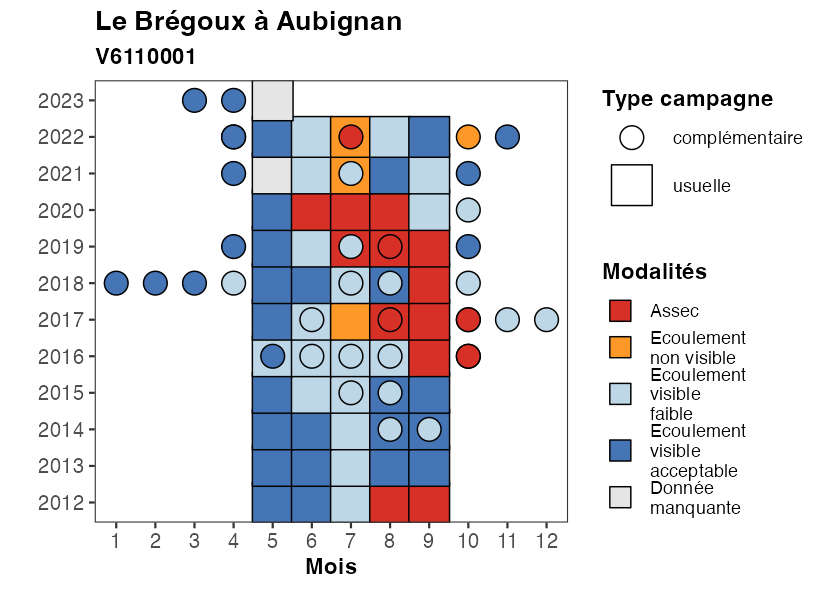 Le Brégoux à Aubignan
V6110001
2023
2022
2021
2020
2019
2018
2017
2016
2015
2014
2013
2012
1 2 3 4 5 6 7 8 9 10 11 12
Mois
Type campagne
complémentaire
usuelle
Modalités
Assec
Ecoulement
non visible
Ecoulement
visible
faible
Ecoulement
visible
acceptable
Donnée
manquante